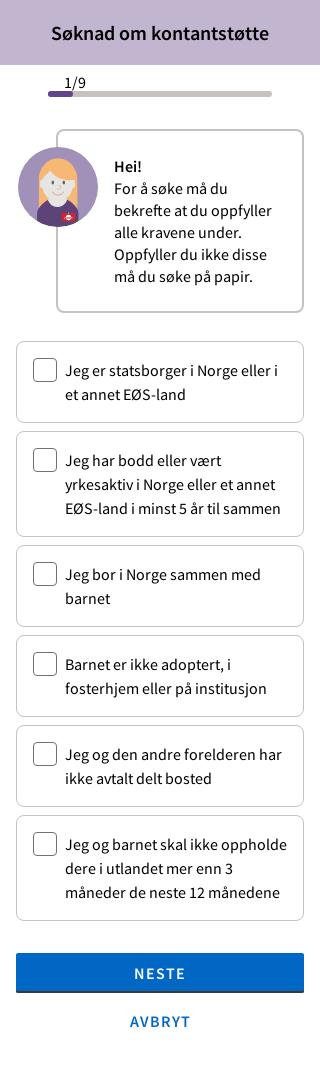 Søknad om kontantstøtte
1/9
Hei!
For å søke må du
bekrefte at du oppfyller
alle kravene under.
Oppfyller du ikke disse
må du søke på papir.
Jeg er statsborger i Norge eller i
et annet EØS-land
Jeg har bodd eller vært
yrkesaktiv i Norge eller et annet
EØS-land i minst 5 år til sammen
Jeg bor i Norge sammen med
barnet
Barnet er ikke adoptert, i
fosterhjem eller på institusjon
Jeg og den andre forelderen har
ikke avtalt delt bosted
Jeg og barnet skal ikke oppholde
dere i utlandet mer enn 3
måneder de neste 12 månedene
NESTE
AVBRYT